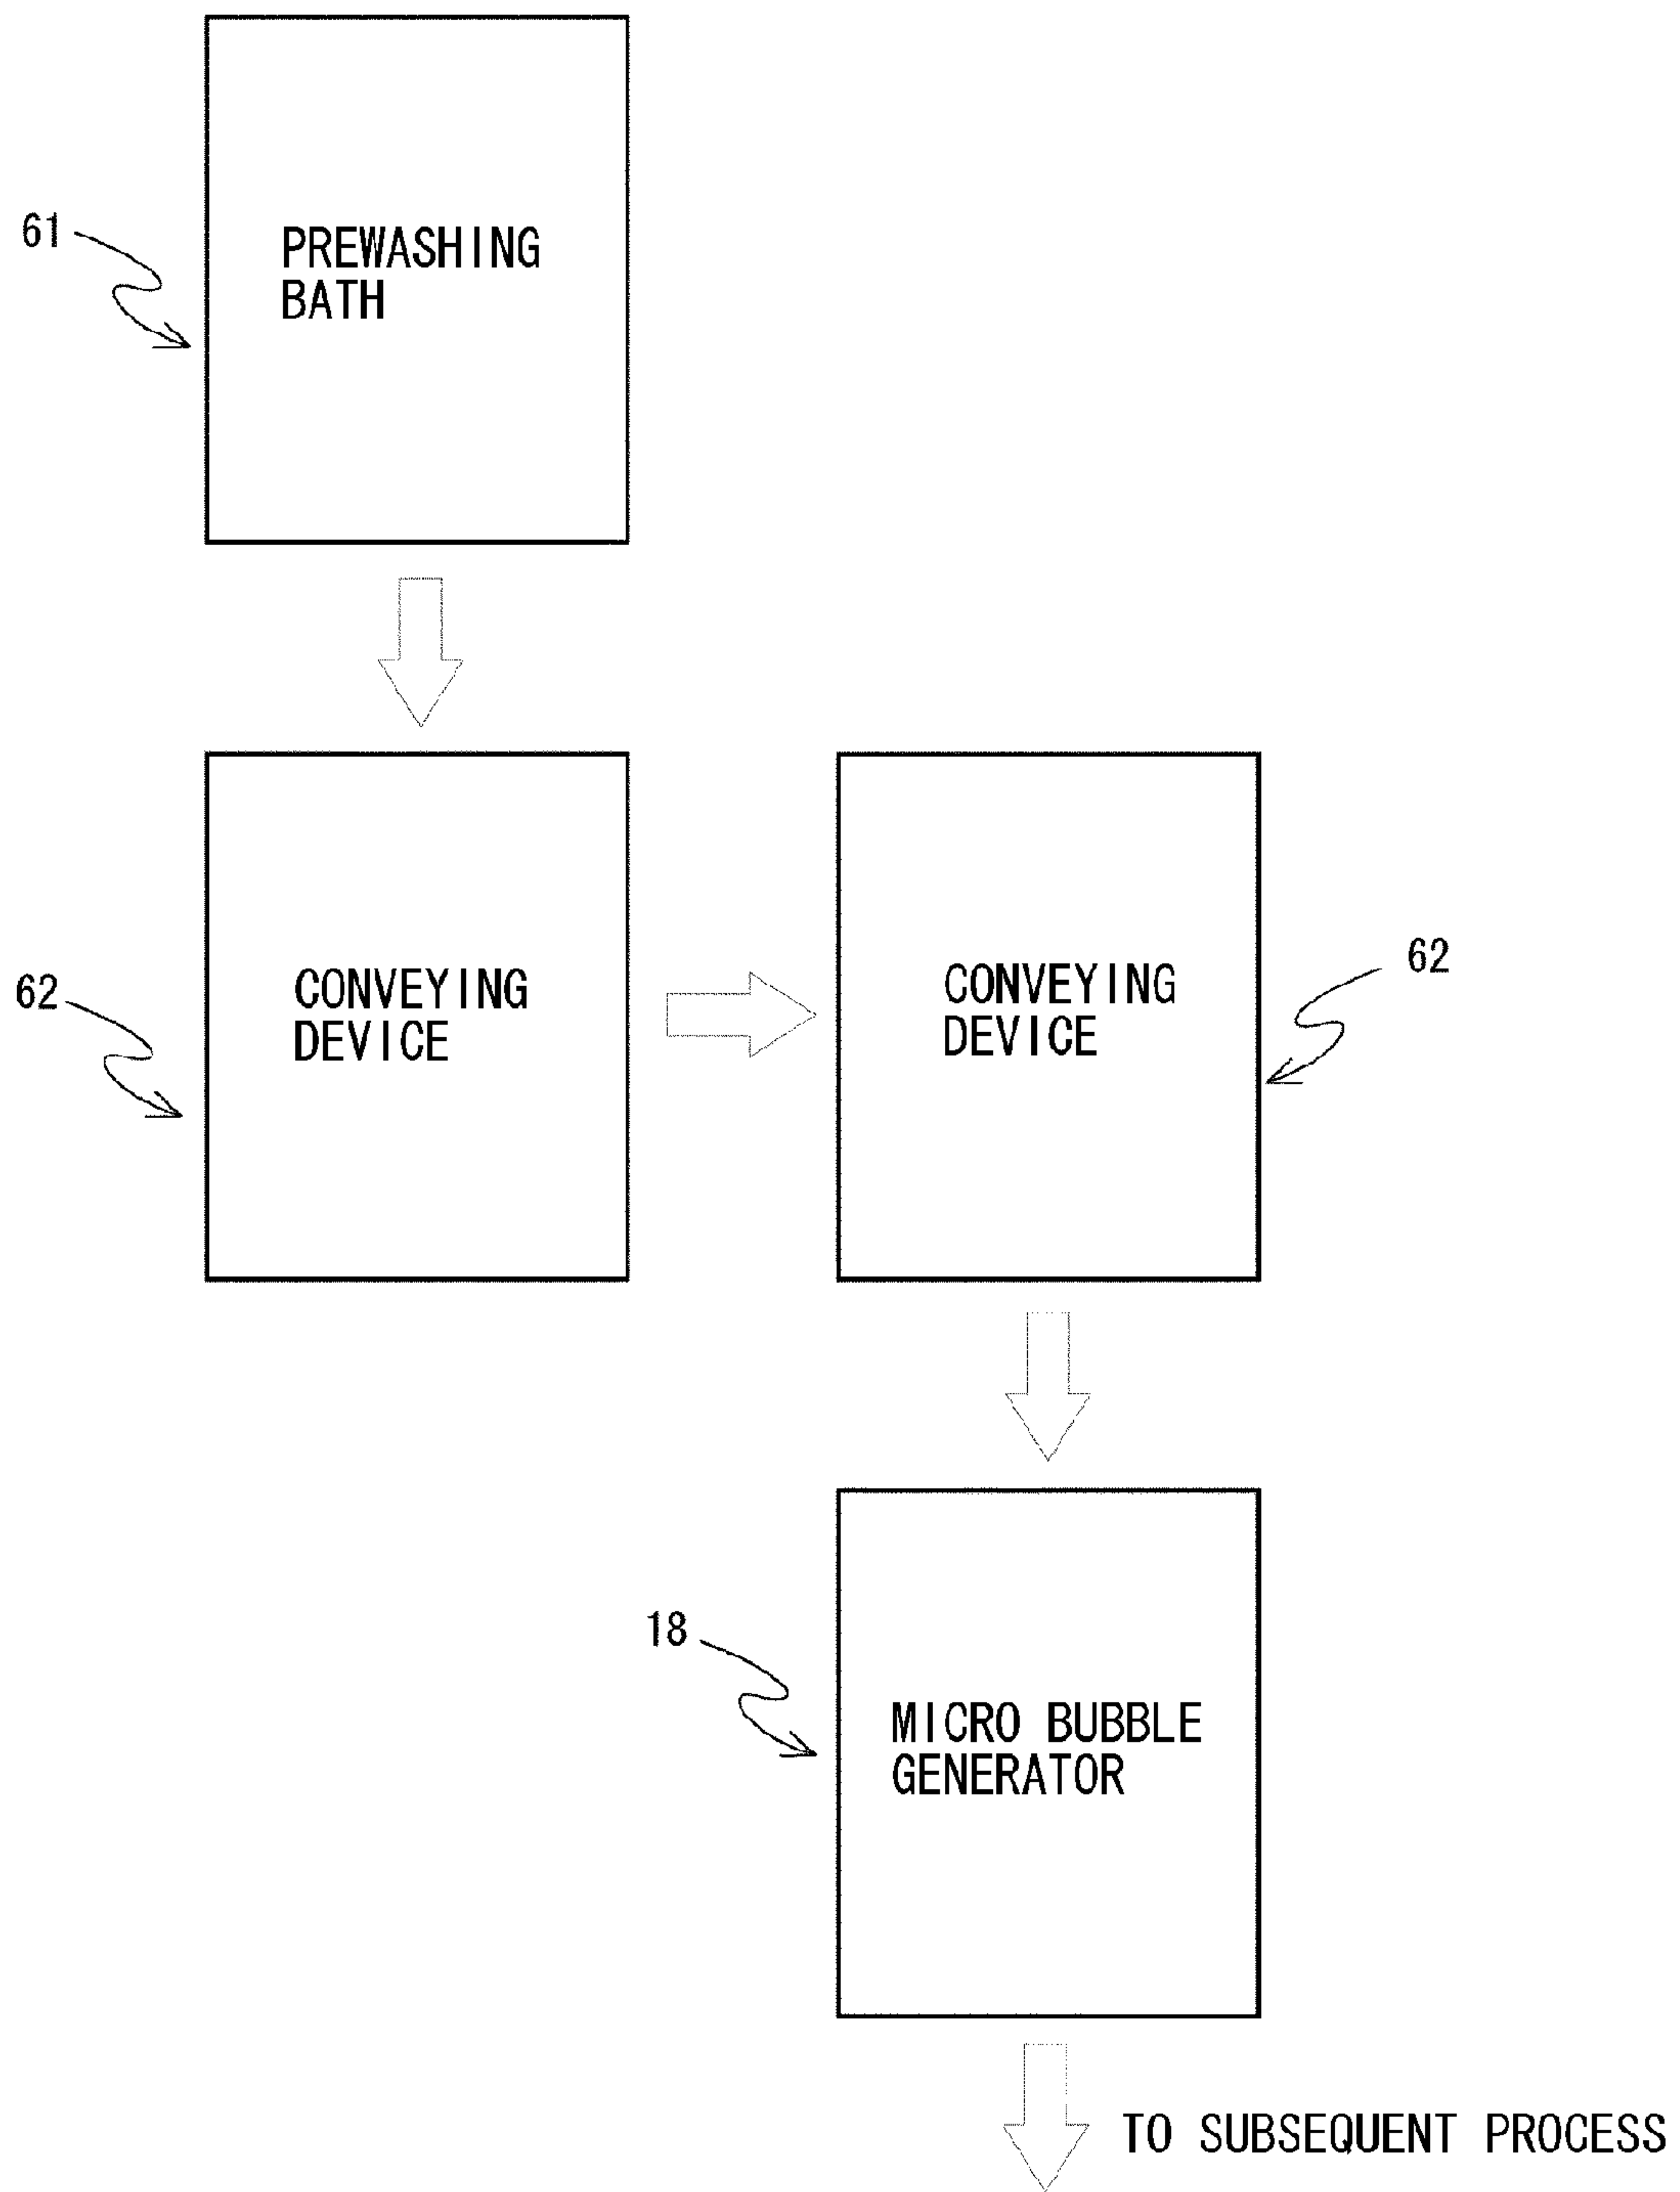 61
PREWASHING
BATH
62
CONVEYING
DEVICE
CONVEYING
DEVICE
62
18
MICRO BUBBLE
GENERATOR
TO SUBSEQUENT PROCESS